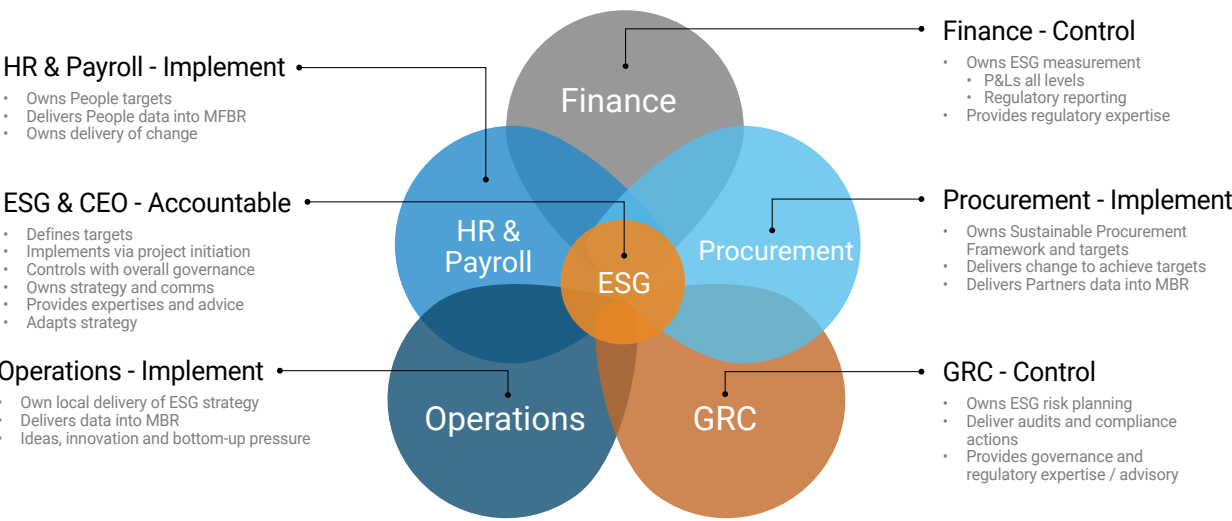 HR & Payroll - Implement
• Owns People targets
• Delivers People data into MFBR
• Owns delivery of change
ESG & CEO - Accountable
• Defines targets
• Implements via project initiation
• Controls with overall governance
• Owns strategy and comms
• Provides expertises and advice
• Adapts strategy
Operations - Implement
• Own local delivery of ESG strategy
• Delivers data into MBR
• Ideas, innovation and bottom-up pressure
Finance
HR &
Payroll
Procurement
ESG
Operations
GRC
Finance - Control
• Owns ESG measurement
• P&Ls all levels
• Regulatory reporting
• Provides regulatory expertise
Procurement - Implement
• Owns Sustainable Procurement
Framework and targets
• Delivers change to achieve targets
• Delivers Partners data into MBR
GRC - Control
• Owns ESG risk planning
• Deliver audits and compliance
actions
• Provides governance and
regulatory expertise / advisory